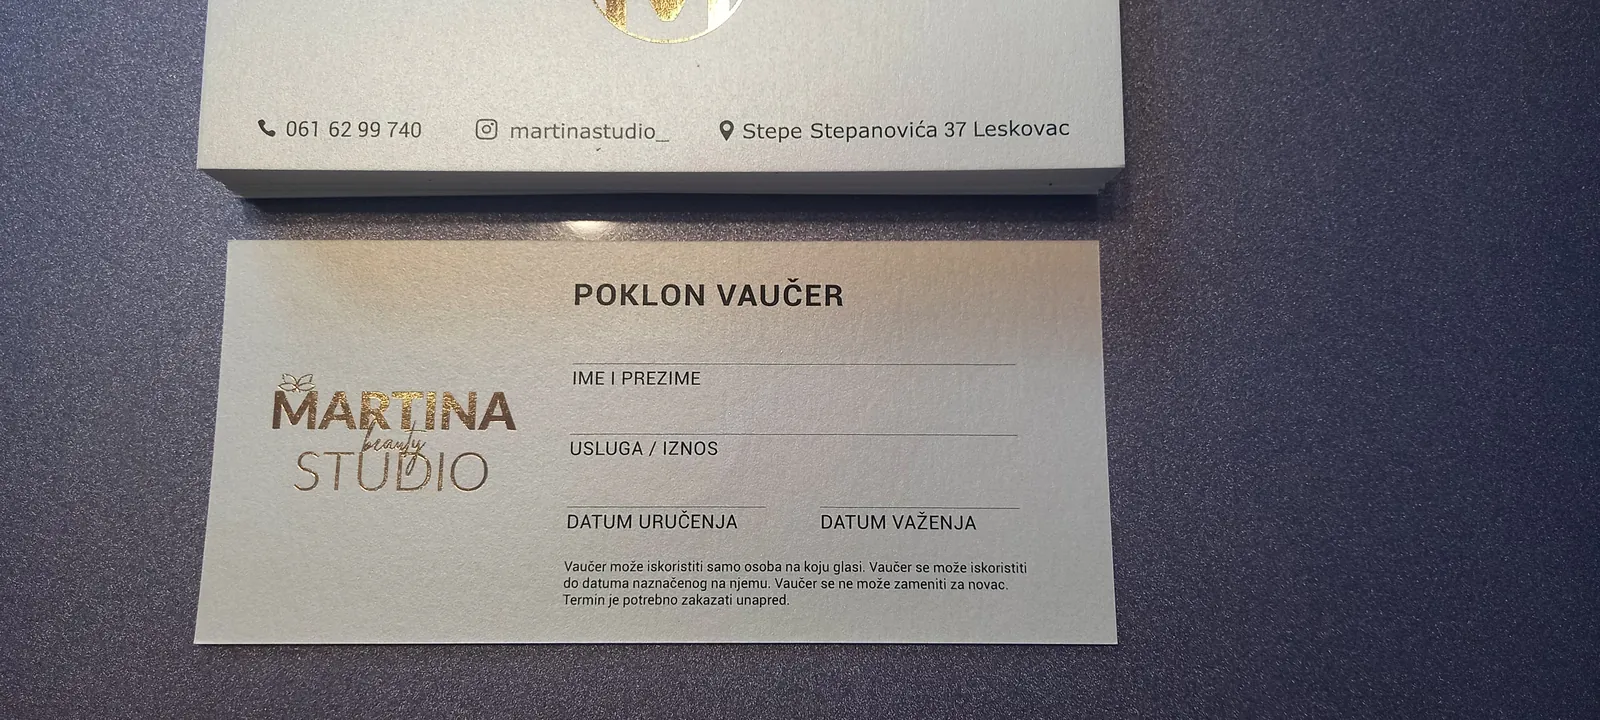 M
061 62 99 740 martinastudio_ Stepe Stepanovića 37 Leskovac
POKLON VAUČER
IME I PREZIME
MARTINA
beauty
STUDIO
USLUGA / IZNOS
DATUM URUČENJA DATUM VAŽENJA
Vaučer može iskoristiti samo osoba na koju glasi. Vaučer se može iskoristiti
do datuma naznačenog na njemu. Vaučer se ne može zameniti za novac.
Termin je potrebno zakazati unapred.